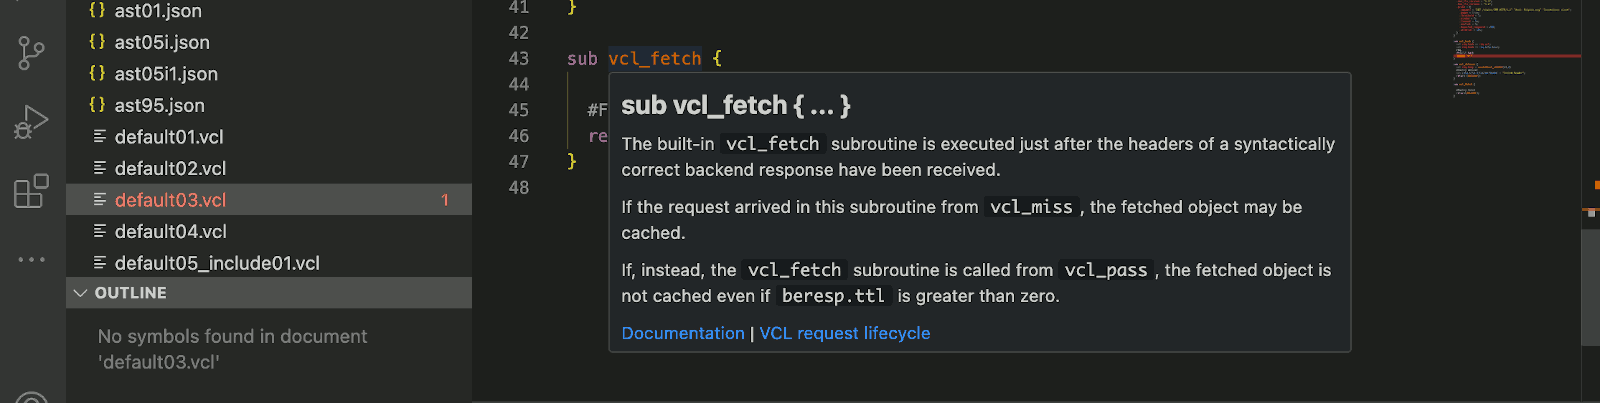 {} ast01.json
{} ast05i.json
{} ast05i1.json
{} ast95.json
default01.vcl
default02.vcl
default03.vcl 1
default04.vcl
default05_include01.vcl
OUTLINE
No symbols found in document
'default03.vcl'
41 }
42
43 sub vcl_fetch {
44
45 #F
46 re
47 }
48
sub vcl_fetch { ... }
The built-in vcl_fetch subroutine is executed just after the headers of a syntactically
correct backend response have been received.
If the request arrived in this subroutine from vcl_miss, the fetched object may be
cached.
If, instead, the vcl_fetch subroutine is called from vcl_pass, the fetched object is
not cached even if beresp.ttl is greater than zero.
Documentation | VCL request lifecycle